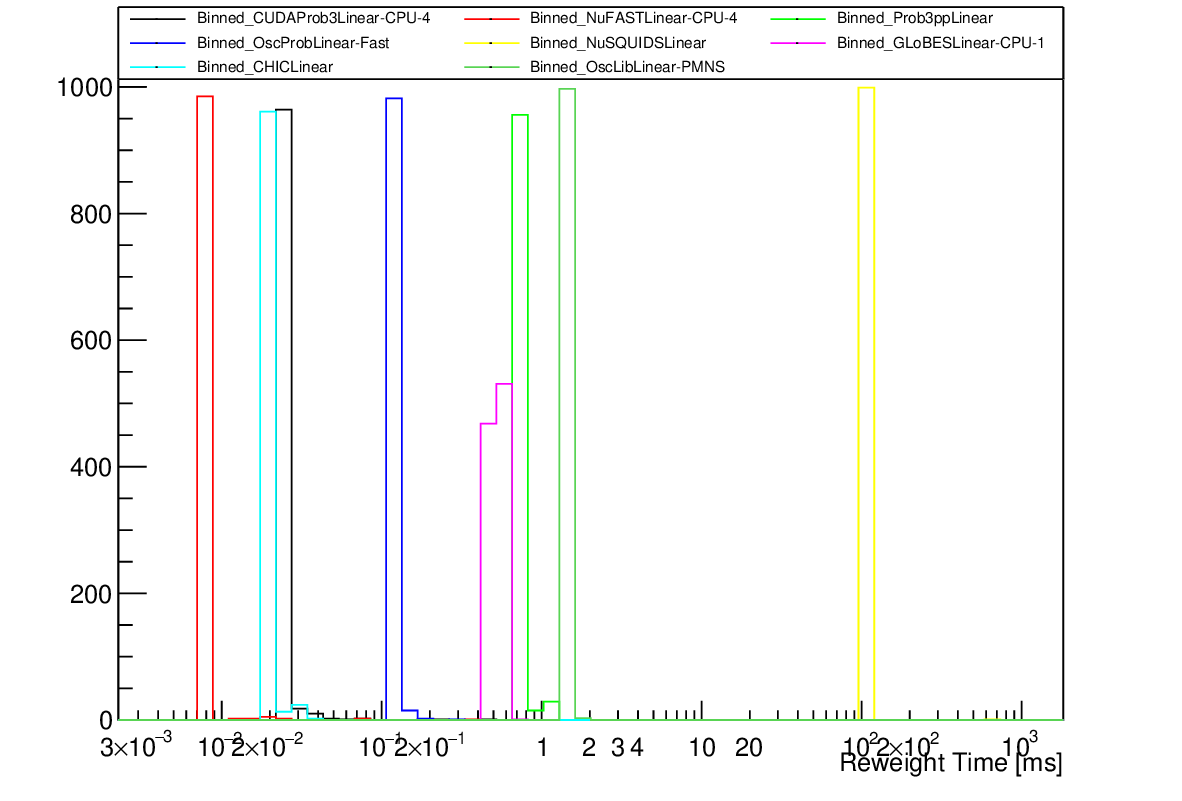 Binned_CUDAProb3Linear-CPU-4 Binned_NuFASTLinear-CPU-4 Binned_Prob3ppLinear
Binned_OscProbLinear-Fast Binned_NuSQUIDSLinear Binned_GLoBESLinear-CPU-1
Binned_CHICLinear Binned_OscLibLinear-PMNS
1000
800
600
400
200
0
3×10⁻³ 10⁻² 2×10⁻² 10⁻¹ 2×10⁻¹ 1 2 3 4 10 20 10² 2×10² 10³
Reweight Time [ms]